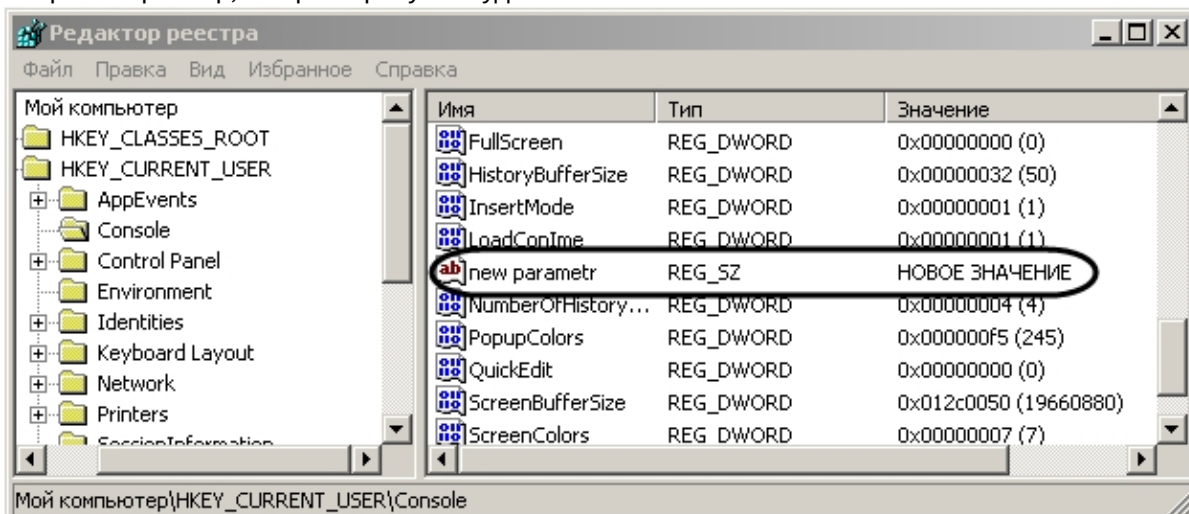 Редактор реестра
Файл Правка Вид Избранное Справка
Мой компьютер
HKEY_CLASSES_ROOT
HKEY_CURRENT_USER
AppEvents
Console
Control Panel
Environment
Identities
Keyboard Layout
Network
Printers
SessionInformation
Имя Тип Значение
FullScreen REG_DWORD 0x00000000 (0)
HistoryBufferSize REG_DWORD 0x00000032 (50)
InsertMode REG_DWORD 0x00000001 (1)
LoadConIme REG_DWORD 0x00000001 (1)
new parametr REG_SZ НОВОЕ ЗНАЧЕНИЕ
NumberOfHistory... REG_DWORD 0x00000004 (4)
PopupColors REG_DWORD 0x000000f5 (245)
QuickEdit REG_DWORD 0x00000000 (0)
ScreenBufferSize REG_DWORD 0x012c0050 (19660880)
ScreenColors REG_DWORD 0x00000007 (7)
Мой компьютер\HKEY_CURRENT_USER\Console